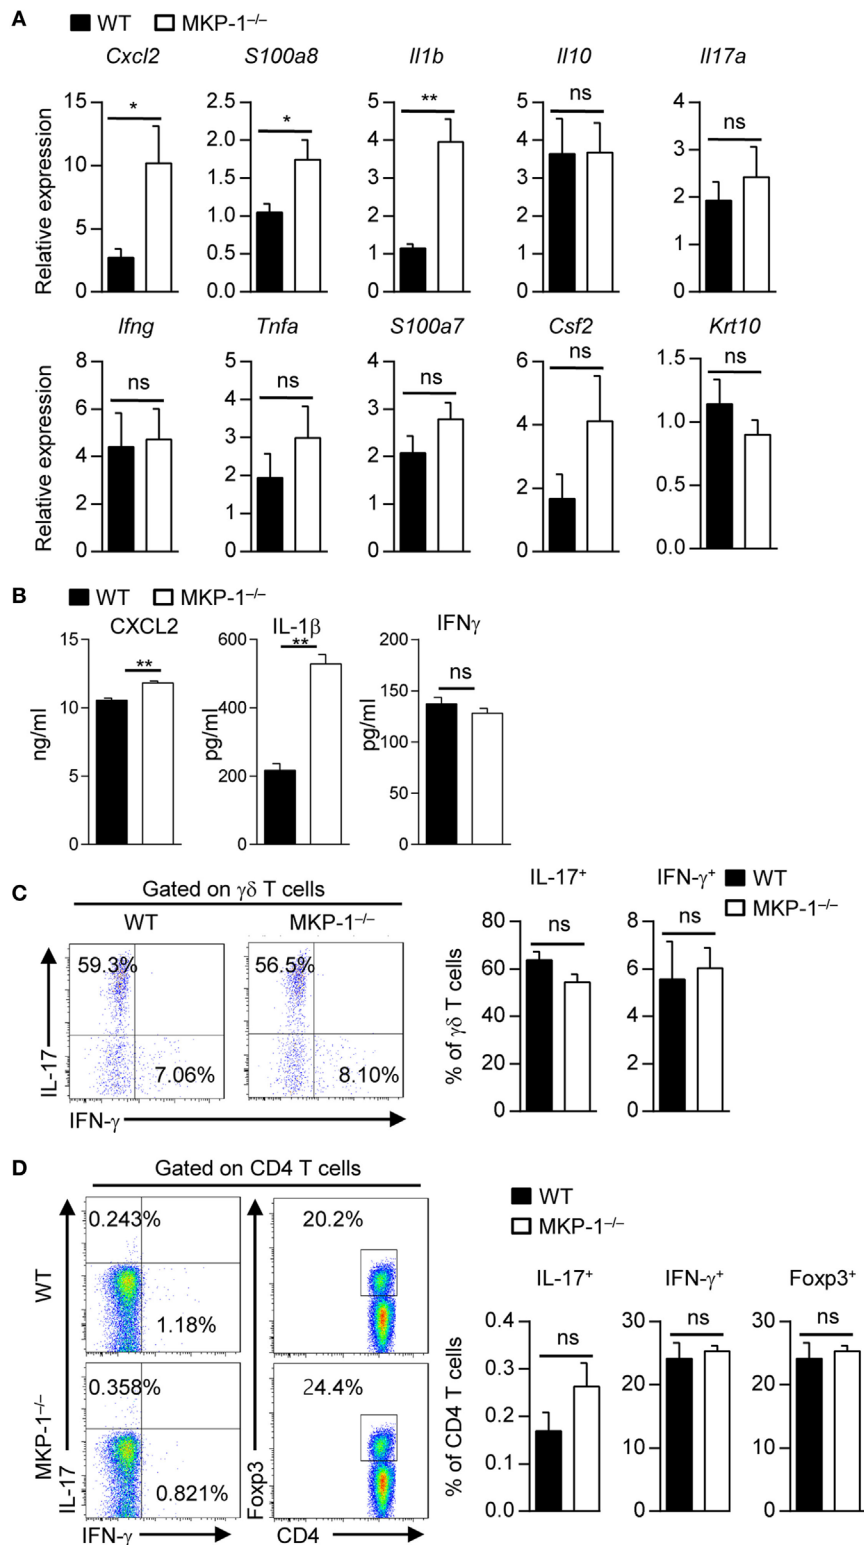 A
WT MKP-1–/–
Cxcl2 S100a8 Il1b Il10 Il17a
Relative expression
15 10 5 0
*
2.5 2.0 1.5 1.0 0.5 0.0
*
5 4 3 2 1 0
**
5 4 3 2 1 0
ns
4 3 2 1 0
ns
Ifng Tnfa S100a7 Csf2 Krt10
Relative expression
8 6 4 2 0
ns
5 4 3 2 1 0
ns
4 3 2 1 0
ns
6 4 2 0
ns
1.5 1.0 0.5 0.0
ns
B
WT MKP-1–/–
CXCL2 IL-1β IFNγ
ng/ml
15 10 5 0
**
pg/ml
600 400 200 0
**
pg/ml
200 150 100 50 0
ns
C
Gated on γδ T cells
WT MKP-1–/–
59.3% 56.5%
7.06% 8.10%
IL-17
IFN-γ
IL-17+ IFN-γ+
WT
MKP-1–/–
% of γδ T cells
80 60 40 20 0
ns
8 6 4 2 0
ns
D
Gated on CD4 T cells
WT
0.243% 20.2%
1.18%
MKP-1–/–
0.358% 24.4%
0.821%
IL-17
Foxp3
IFN-γ CD4
WT
MKP-1–/–
IL-17+ IFN-γ+ Foxp3+
% of CD4 T cells
0.4 0.3 0.2 0.1 0.0
ns
30 20 10 0
ns
30 20 10 0
ns